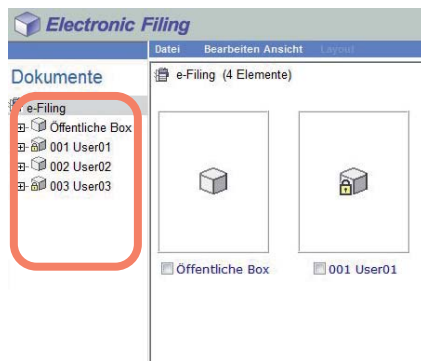 Electronic Filing
Datei Bearbeiten Ansicht Layout
Dokumente
e-Filing (4 Elemente)
e-Filing
Öffentliche Box
001 User01
002 User02
003 User03
Öffentliche Box
001 User01